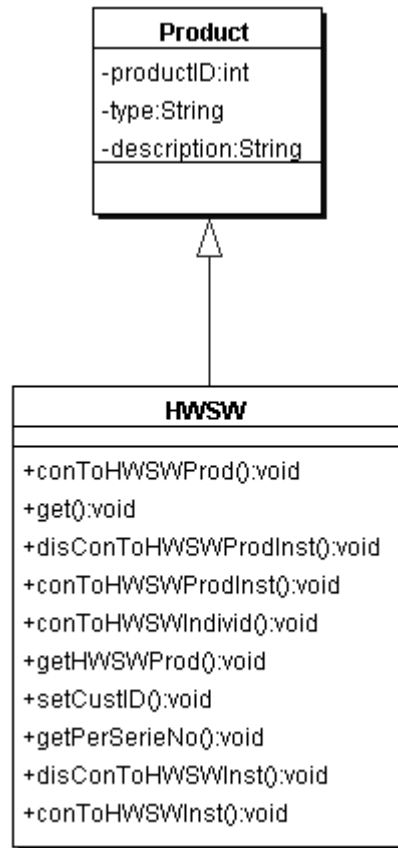 Product
-productID:int
-type:String
-description:String
HWSW
+conToHWSWProd():void
+get():void
+disConToHWSWProdInst():void
+conToHWSWProdInst():void
+conToHWSWIndivid():void
+getHWSWProd():void
+setCustID():void
+getPerSerieNo():void
+disConToHWSWInst():void
+conToHWSWInst():void